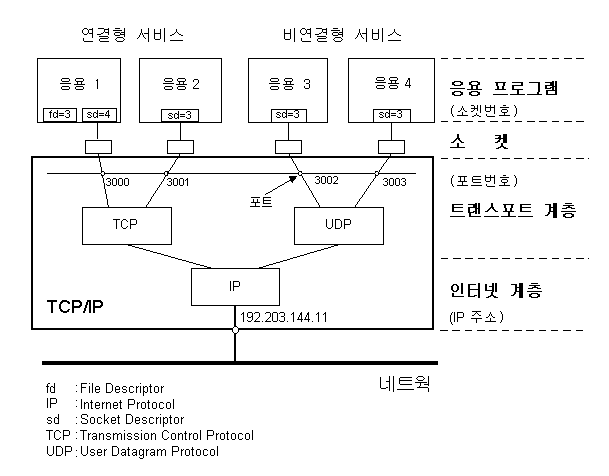 연결형 서비스 비연결형 서비스
응용 1 응용 2 응용 3 응용 4
응용 프로그램
fd=3 sd=4 sd=3 sd=3 sd=3
(소켓번호)
소 켓
3000 3001 3002 3003
(포트번호)
포트
트랜스포트 계층
TCP UDP
IP
인터넷 계층
TCP/IP
192.203.144.11
(IP 주소)
네트웍
fd : File Descriptor
IP : Internet Protocol
sd : Socket Descriptor
TCP : Transmission Control Protocol
UDP : User Datagram Protocol